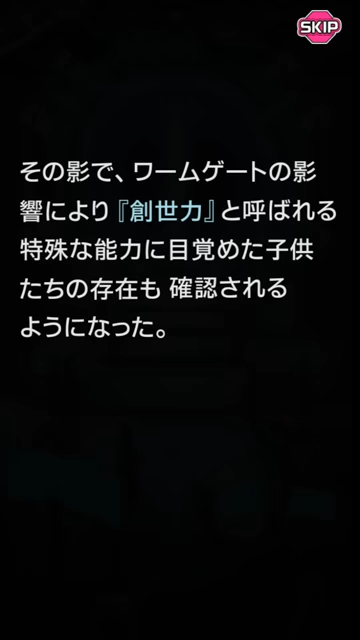 SKIP
その影で、ワームゲートの影
響により『創世力』と呼ばれる
特殊な能力に目覚めた子供
たちの存在も 確認される
ようになった。